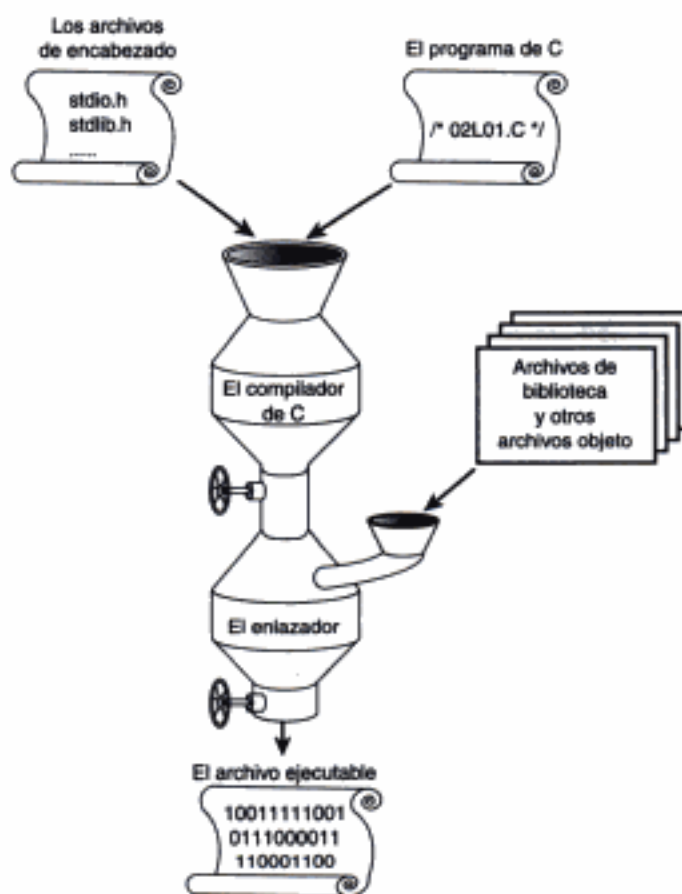 Los archivos
de encabezado
stdio.h
stdlib.h
......
El programa de C
/* 02L01.C */
El compilador
de C
Archivos de
biblioteca
y otros
archivos objeto
El enlazador
El archivo ejecutable
10011111001
0111000011
110001100